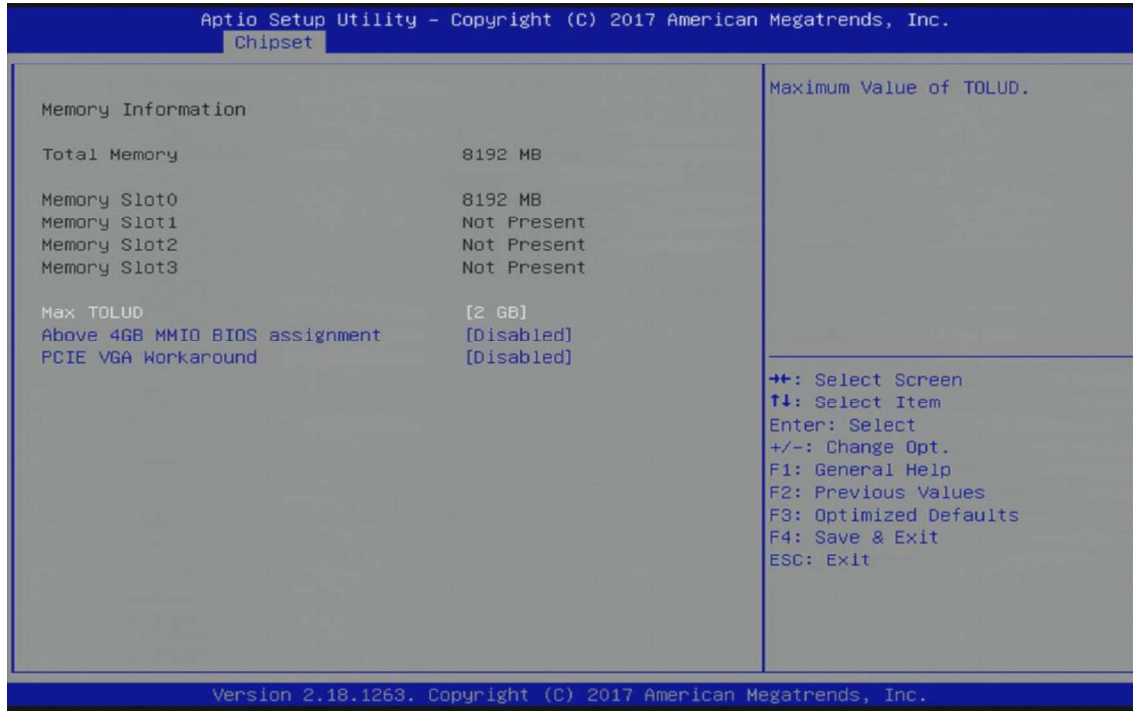 Aptio Setup Utility – Copyright (C) 2017 American Megatrends, Inc.
Chipset
Memory Information
Total Memory 8192 MB
Memory Slot0 8192 MB
Memory Slot1 Not Present
Memory Slot2 Not Present
Memory Slot3 Not Present
Max TOLUD [2 GB]
Above 4GB MMIO BIOS assignment [Disabled]
PCIE VGA Workaround [Disabled]
Maximum Value of TOLUD.
→←: Select Screen
↑↓: Select Item
Enter: Select
+/-: Change Opt.
F1: General Help
F2: Previous Values
F3: Optimized Defaults
F4: Save & Exit
ESC: Exit
Version 2.18.1263. Copyright (C) 2017 American Megatrends, Inc.